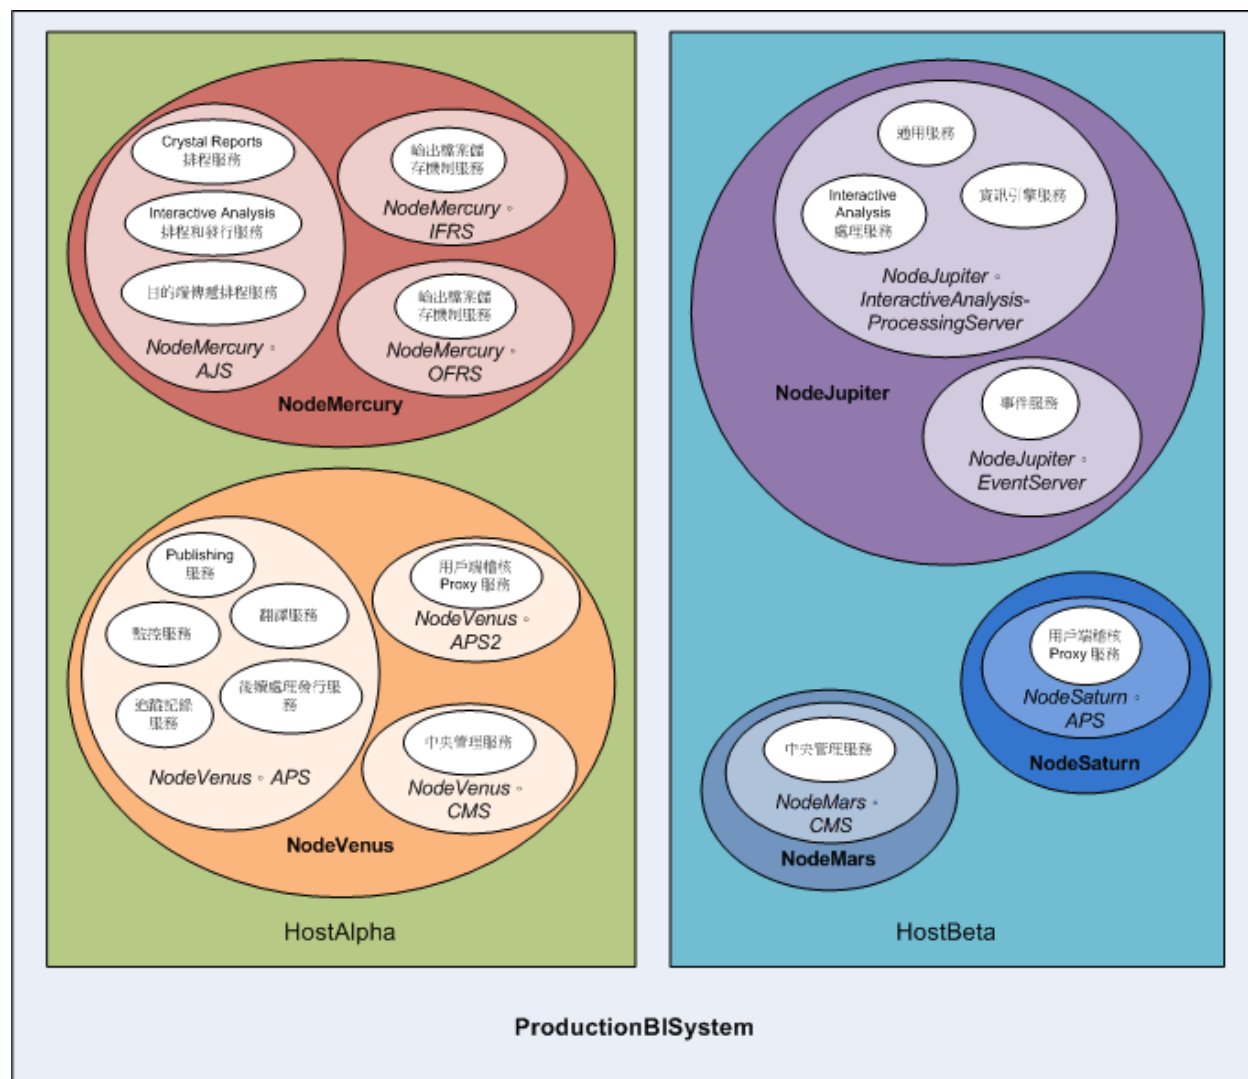 Crystal Reports
排程服務
Interactive Analysis
排程和發行服務
目的端傳遞排程服務
NodeMercury。
AJS
輸出檔案儲
存機制服務
NodeMercury。
IFRS
輸出檔案儲
存機制服務
NodeMercury。
OFRS
NodeMercury
Publishing
服務
監控服務
翻譯服務
追蹤記錄
服務
後續處理發行服
務
NodeVenus。APS
用戶端稽核
Proxy 服務
NodeVenus。
APS2
中央管理服務
NodeVenus。
CMS
NodeVenus
HostAlpha
通用服務
Interactive
Analysis
處理服務
資訊引擎服務
NodeJupiter。
InteractiveAnalysis-
ProcessingServer
NodeJupiter
事件服務
NodeJupiter。
EventServer
用戶端稽核
Proxy 服務
NodeSaturn。
APS
NodeSaturn
中央管理服務
NodeMars。
CMS
NodeMars
HostBeta
ProductionBISystem